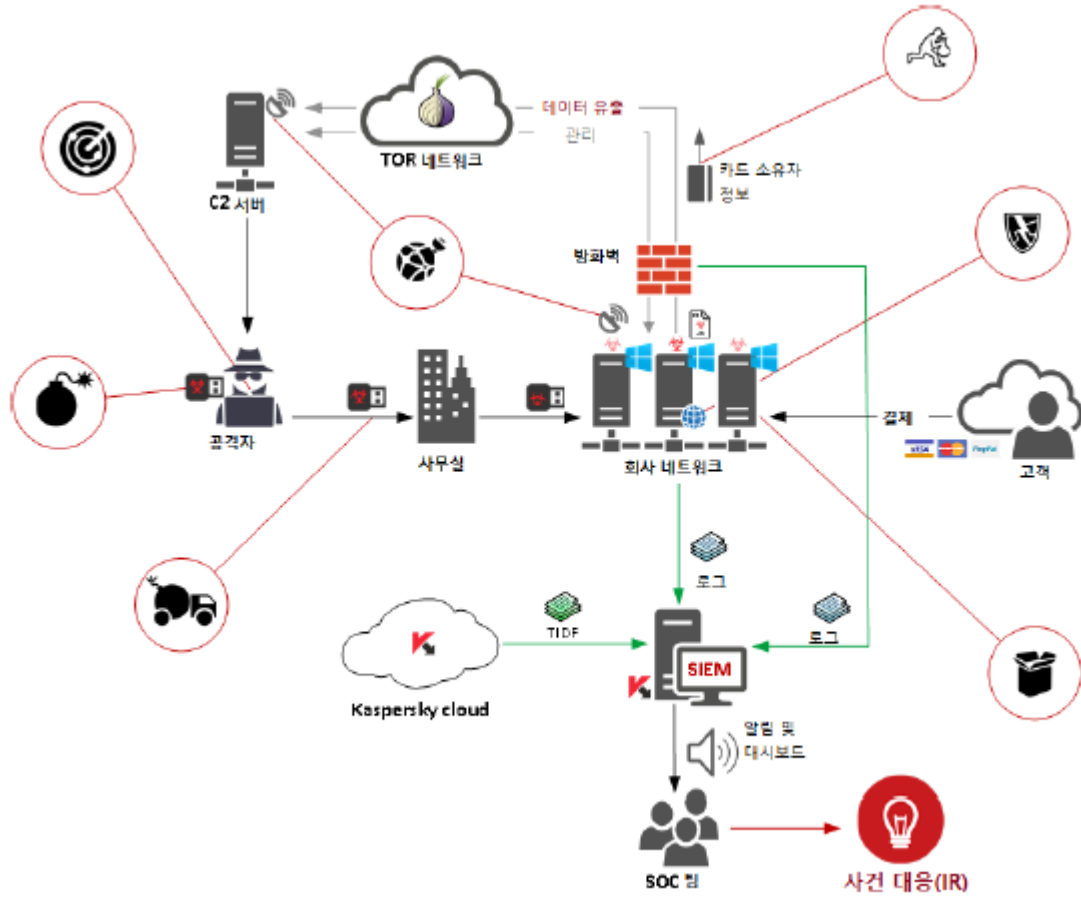 데이터 유출
관리
TOR 네트워크
카드 소유자
정보
C2 서버
방화벽
공격자
사무실
회사 네트워크
결제
VISA
PayPal
고객
로그
TIDF
로그
SIEM
Kaspersky cloud
알림 및
대시보드
SOC 팀
사건 대응(IR)